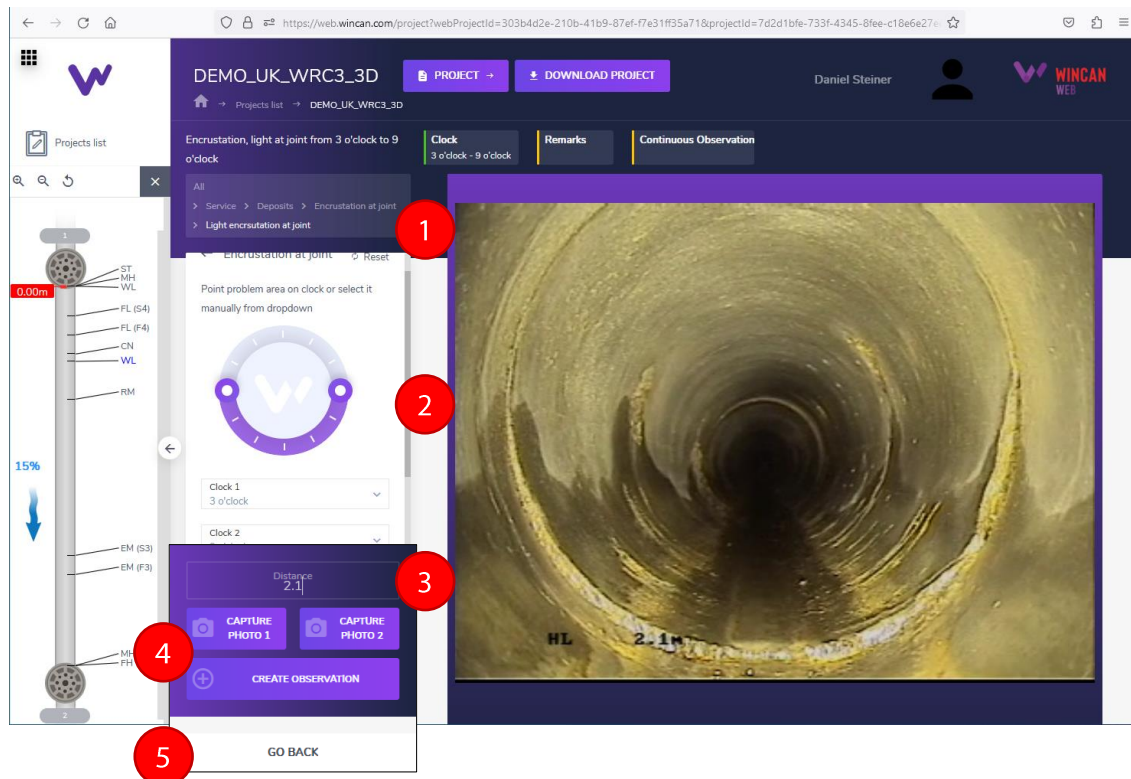 https://web.wincan.com/project?webProjectId=303b4d2e-210b-41b9-87ef-f7e31ff35a71&projectId=7d2d1bfe-733f-4345-8fee-c18e6e27e
DEMO_UK_WRC3_3D
PROJECT →
DOWNLOAD PROJECT
Daniel Steiner
WINCAN
WEB
→ Projects list → DEMO_UK_WRC3_3D
Projects list
Encrustation, light at joint from 3 o'clock to 9
o'clock
Clock
3 o'clock - 9 o'clock
Remarks
Continuous Observation
All
> Service > Deposits > Encrustation at joint
> Light encrsutation at joint
1
← Encrustation at joint
Reset
Point problem area on clock or select it
manually from dropdown
2
Clock 1
3 o'clock
Clock 2
Distance
2.1
3
CAPTURE
PHOTO 1
CAPTURE
PHOTO 2
4
CREATE OBSERVATION
5
GO BACK
1
ST
MH
WL
0.00m
FL (S4)
FL (F4)
CN
WL
RM
15%
EM (S3)
EM (F3)
MH
FH
2
HL 2.1m